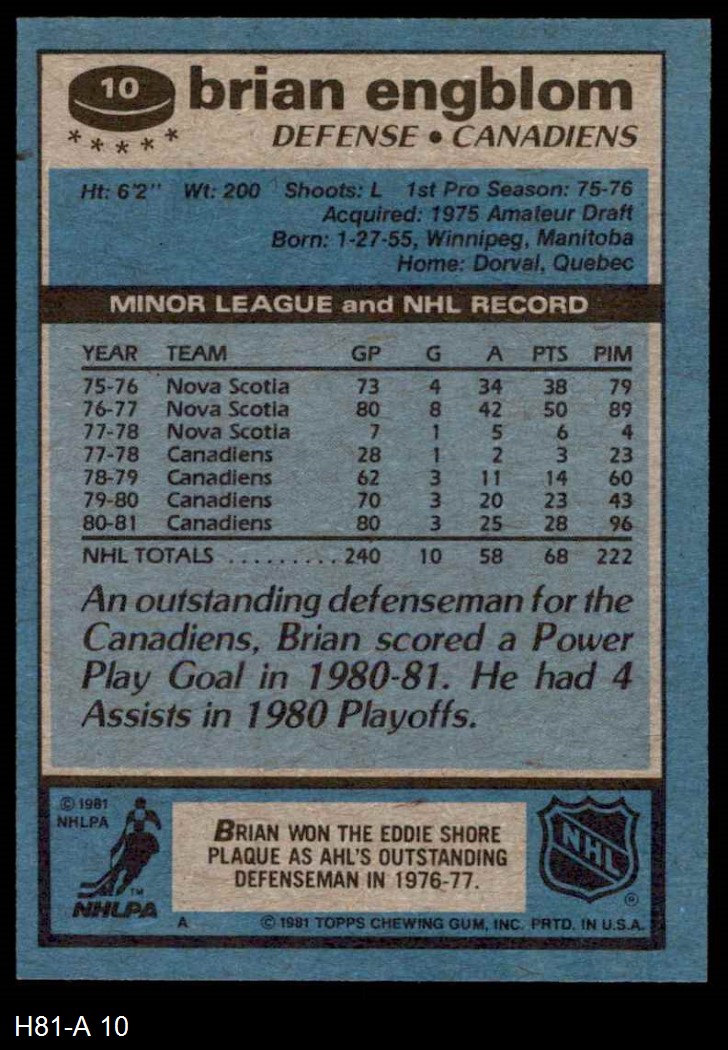 10
brian engblom
DEFENSE • CANADIENS
Ht: 6'2" Wt: 200 Shoots: L 1st Pro Season: 75-76
Acquired: 1975 Amateur Draft
Born: 1-27-55, Winnipeg, Manitoba
Home: Dorval, Quebec
MINOR LEAGUE and NHL RECORD
YEAR TEAM GP G A PTS PIM
75-76 Nova Scotia 73 4 34 38 79
76-77 Nova Scotia 80 8 42 50 89
77-78 Nova Scotia 7 1 5 6 4
77-78 Canadiens 28 1 2 3 23
78-79 Canadiens 62 3 11 14 60
79-80 Canadiens 70 3 20 23 43
80-81 Canadiens 80 3 25 28 96
NHL TOTALS .......... 240 10 58 68 222
An outstanding defenseman for the
Canadiens, Brian scored a Power
Play Goal in 1980-81. He had 4
Assists in 1980 Playoffs.
© 1981
NHLPA
TM
NHLPA
BRIAN WON THE EDDIE SHORE
PLAQUE AS AHL'S OUTSTANDING
DEFENSEMAN IN 1976-77.
NHL
®
A © 1981 TOPPS CHEWING GUM, INC. PRTD. IN U.S.A.
H81-A 10